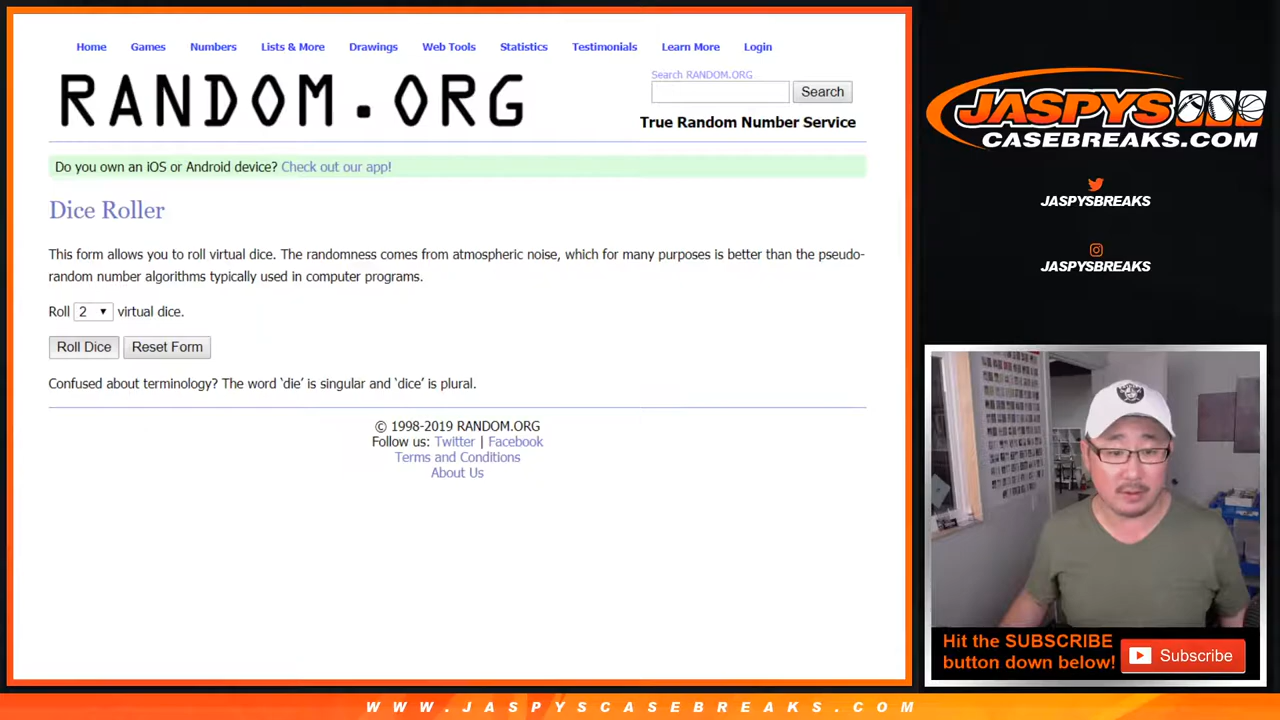 Home Games Numbers Lists & More Drawings Web Tools Statistics Testimonials Learn More Login
RANDOM.ORG
Search RANDOM.ORG
Search
True Random Number Service
Do you own an iOS or Android device? Check out our app!
Dice Roller
This form allows you to roll virtual dice. The randomness comes from atmospheric noise, which for many purposes is better than the pseudo-
random number algorithms typically used in computer programs.
Roll 2 virtual dice.
Roll Dice Reset Form
Confused about terminology? The word ‘die’ is singular and ‘dice’ is plural.
© 1998-2019 RANDOM.ORG
Follow us: Twitter | Facebook
Terms and Conditions
About Us
JASPYS
CASEBREAKS.COM
JASPYSBREAKS
JASPYSBREAKS
Hit the SUBSCRIBE
button down below!
Subscribe
WWW.JASPYSCASEBREAKS.COM